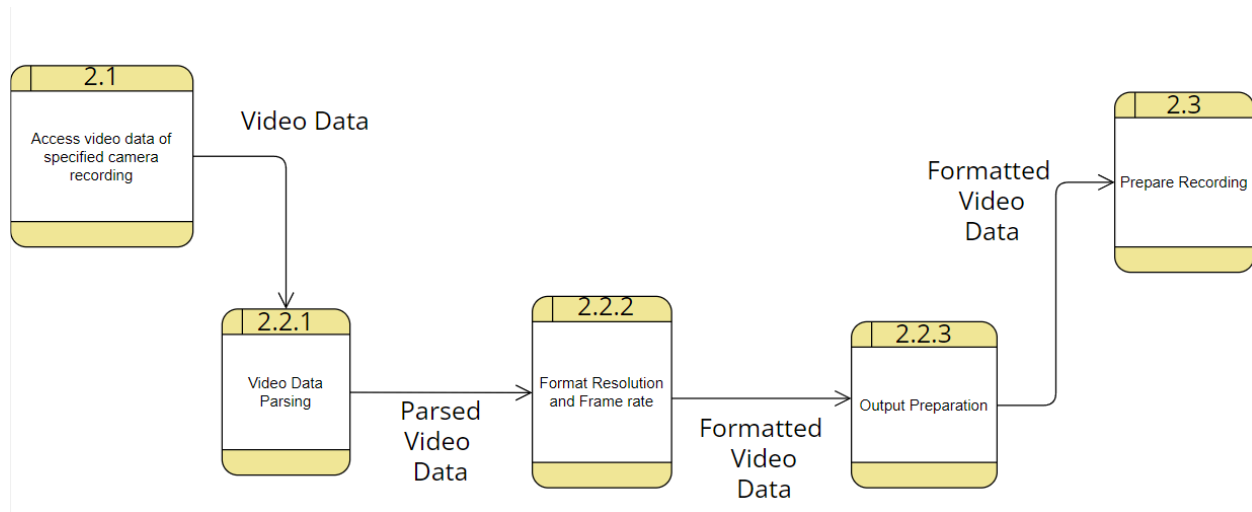 2.1
Access video data of
specified camera
recording
Video Data
2.2.1
Video Data
Parsing
Parsed
Video
Data
2.2.2
Format Resolution
and Frame rate
Formatted
Video
Data
2.2.3
Output Preparation
Formatted
Video
Data
2.3
Prepare Recording